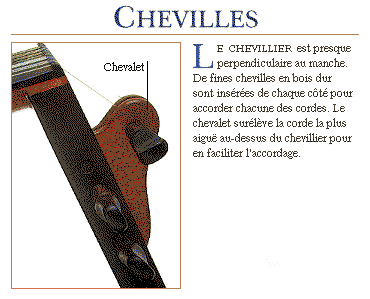 CHEVILLES
Chevalet
LE CHEVILLIER est presque
perpendiculaire au manche.
De fines chevilles en bois dur
sont insérées de chaque côté pour
accorder chacune des cordes. Le
chevalet surélève la corde la plus
aiguë au-dessus du chevillier pour
en faciliter l'accordage.